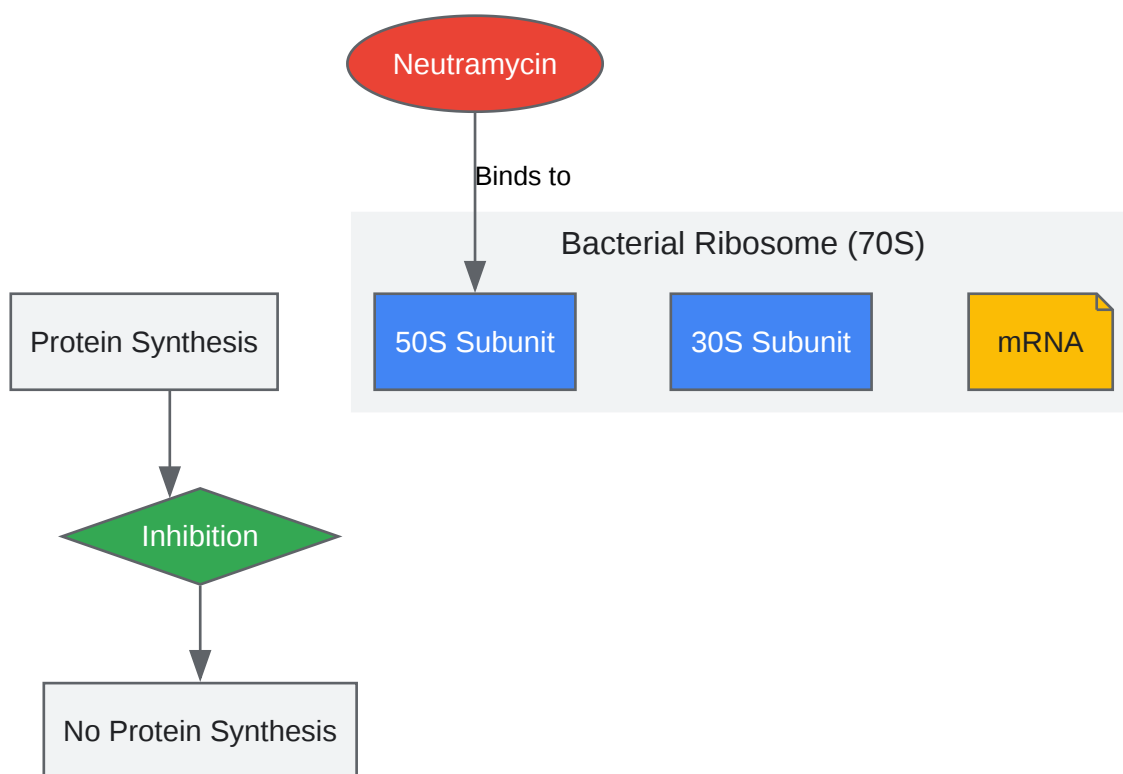 Neutramycin
Binds to
Bacterial Ribosome (70S)
Protein Synthesis
50S Subunit
30S Subunit
mRNA
Inhibition
No Protein Synthesis